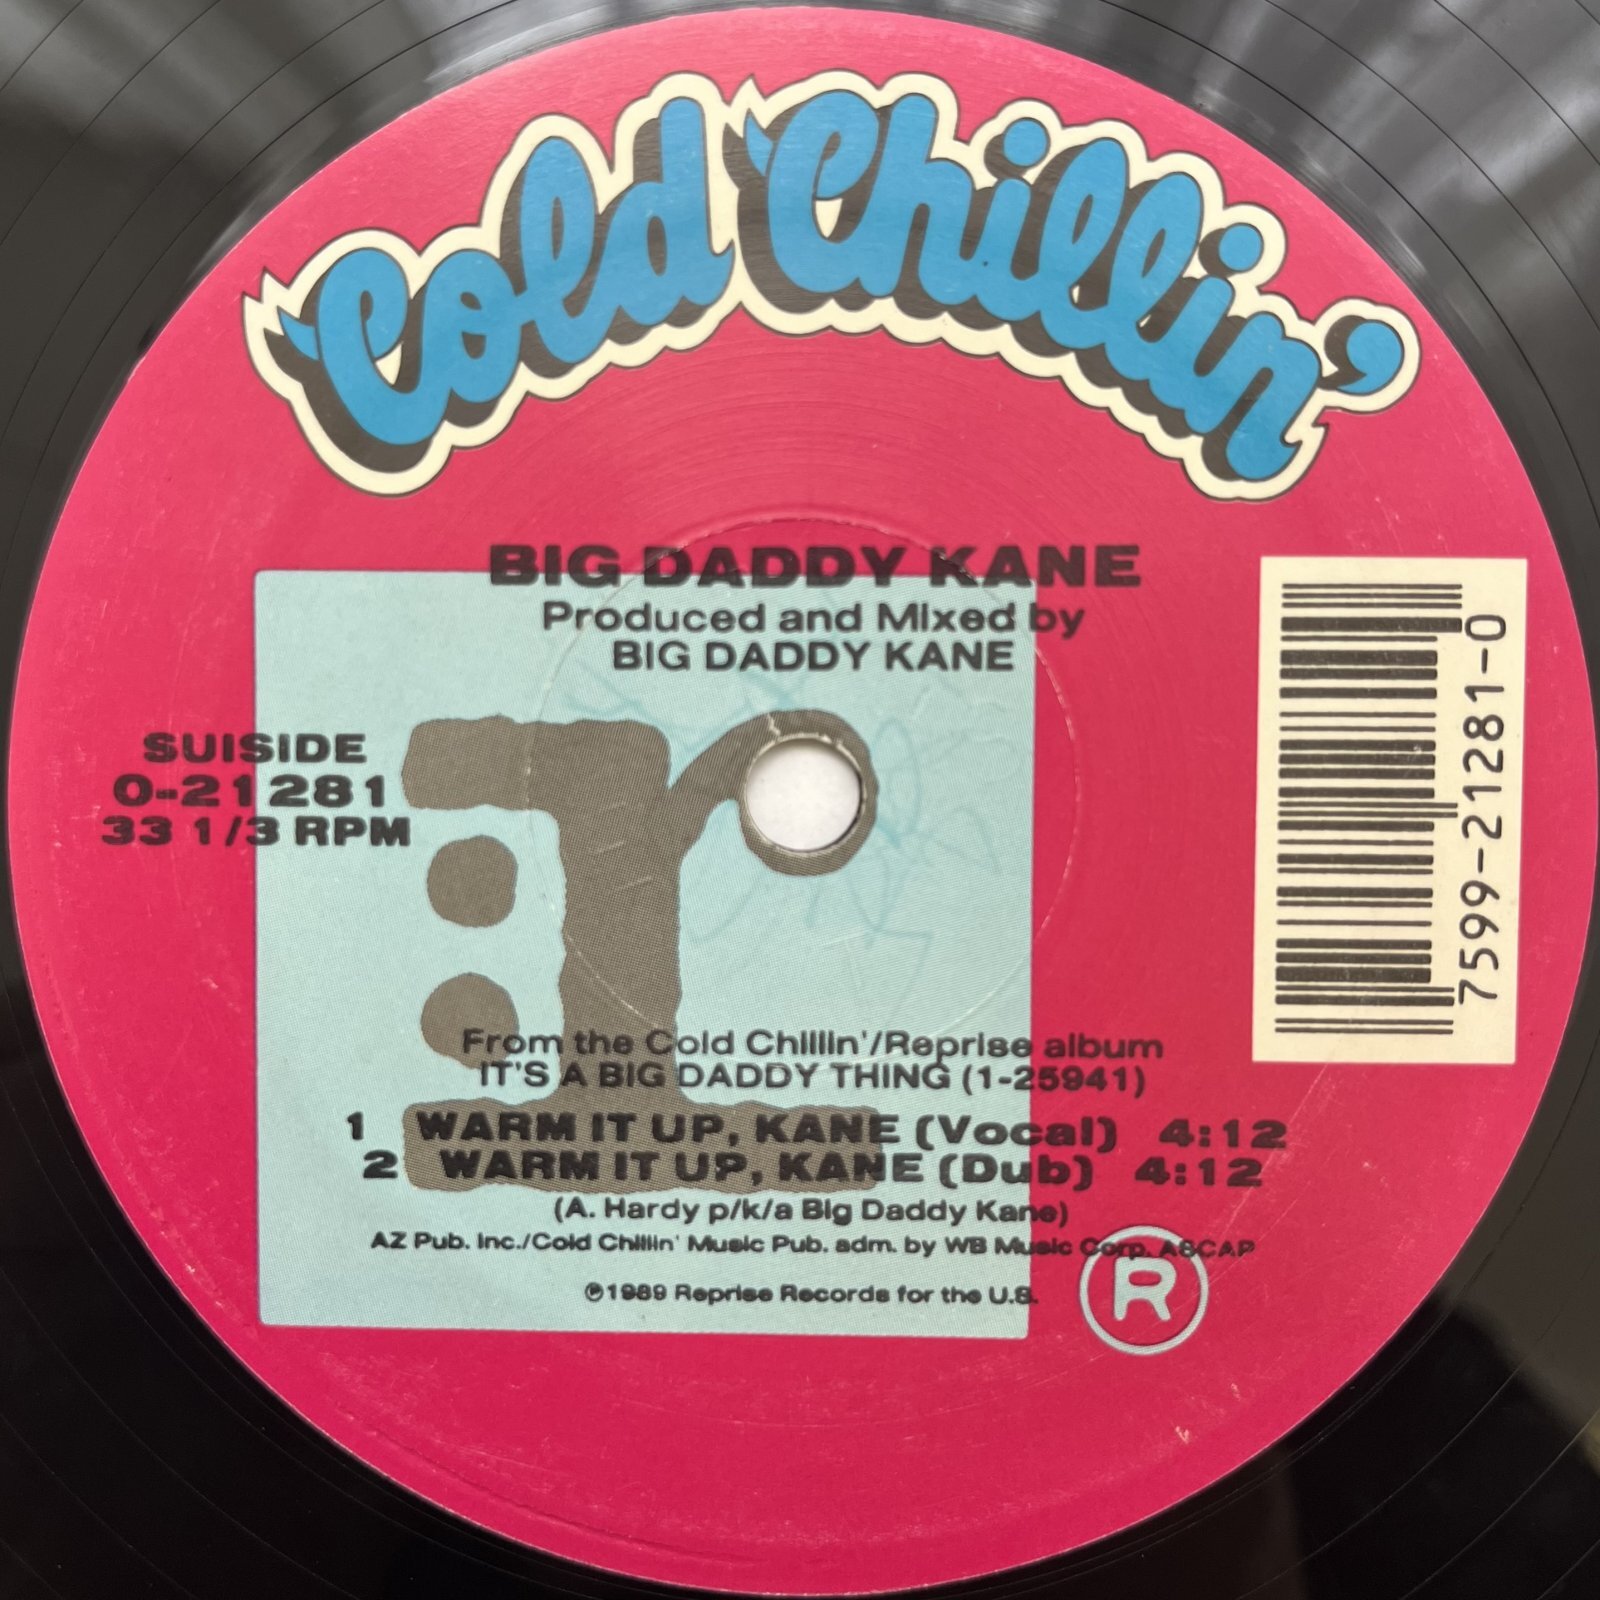 Cold Chillin'
BIG DADDY KANE
Produced and Mixed by
BIG DADDY KANE
SUISIDE
0-21281
33 1/3 RPM
7599-21281-0
r
From the Cold Chillin'/Reprise album
IT'S A BIG DADDY THING (1-25941)
1 WARM IT UP, KANE (Vocal) 4:12
2 WARM IT UP, KANE (Dub) 4:12
(A. Hardy p/k/a Big Daddy Kane)
AZ Pub. Inc./Cold Chillin' Music Pub. adm. by WB Music Corp. ASCAP
℗1989 Reprise Records for the U.S.
R